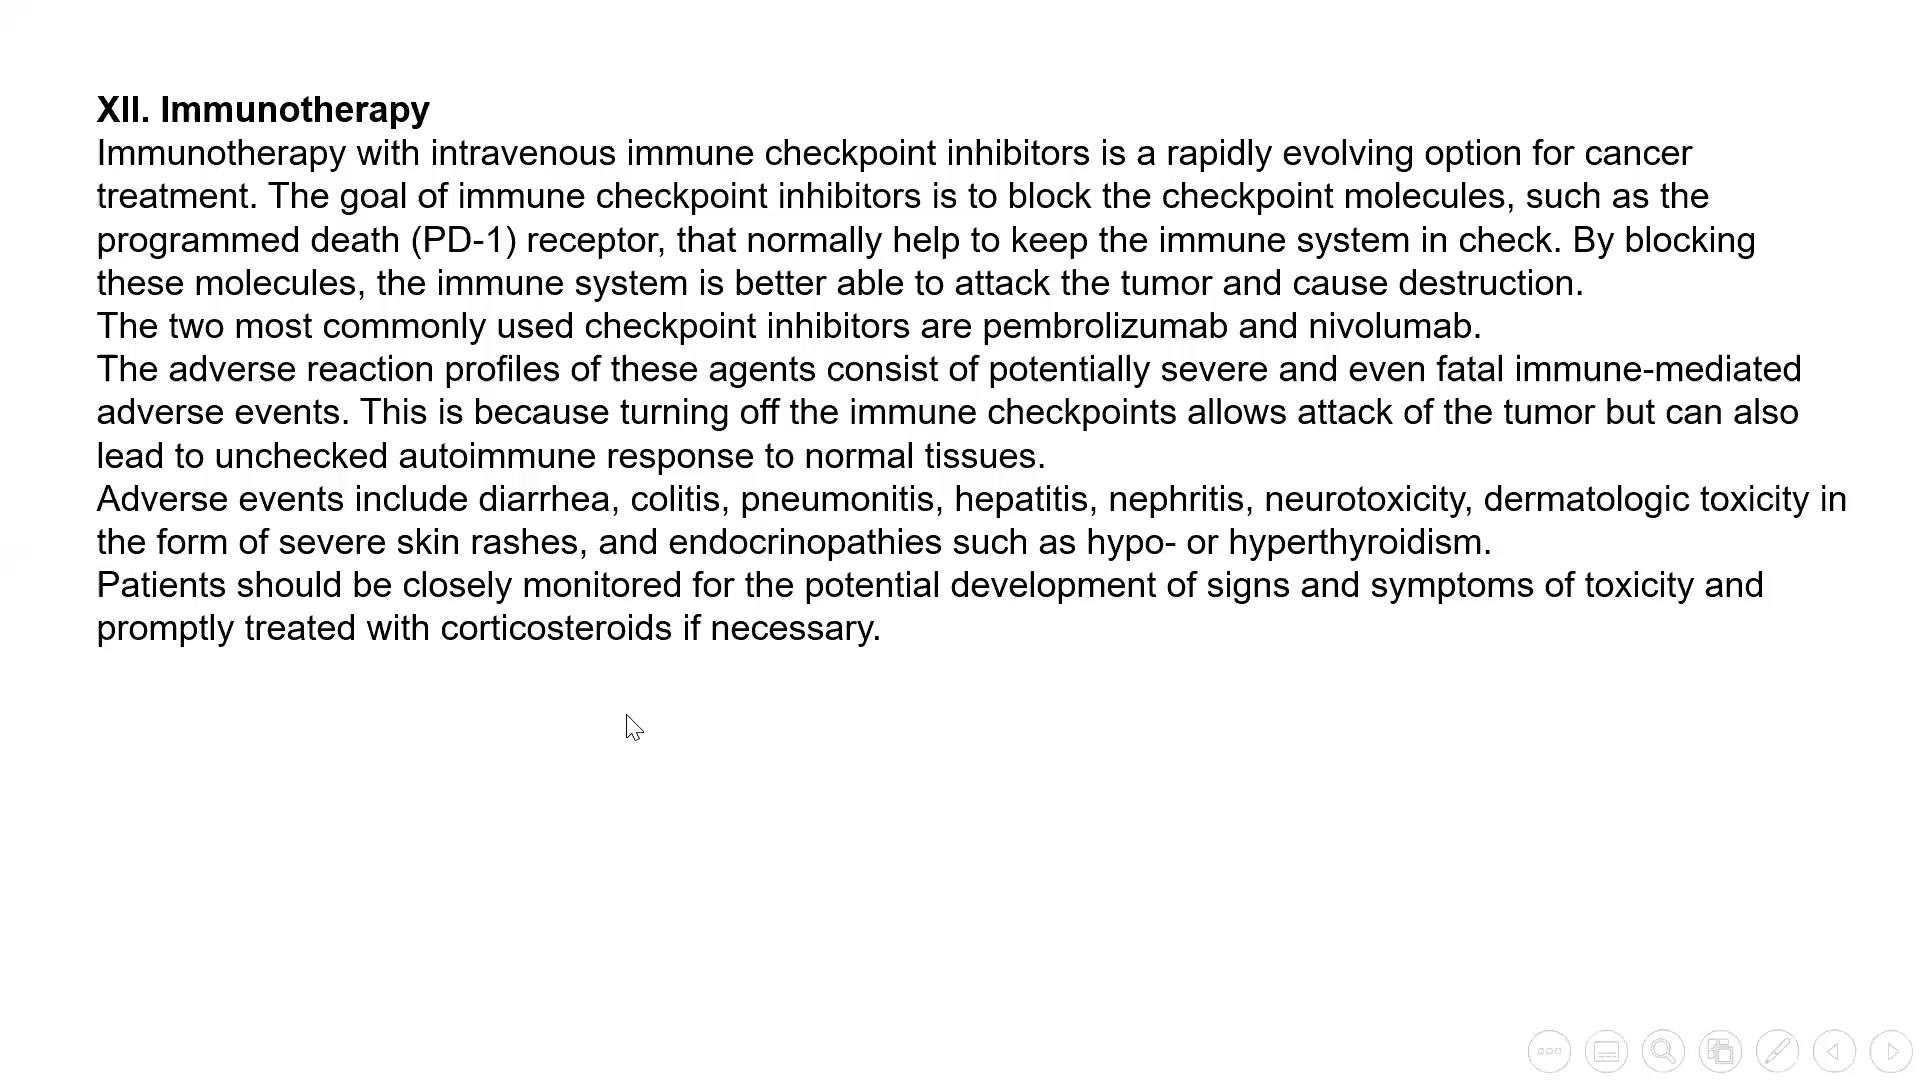 XII. Immunotherapy
Immunotherapy with intravenous immune checkpoint inhibitors is a rapidly evolving option for cancer
treatment. The goal of immune checkpoint inhibitors is to block the checkpoint molecules, such as the
programmed death (PD-1) receptor, that normally help to keep the immune system in check. By blocking
these molecules, the immune system is better able to attack the tumor and cause destruction.
The two most commonly used checkpoint inhibitors are pembrolizumab and nivolumab.
The adverse reaction profiles of these agents consist of potentially severe and even fatal immune-mediated
adverse events. This is because turning off the immune checkpoints allows attack of the tumor but can also
lead to unchecked autoimmune response to normal tissues.
Adverse events include diarrhea, colitis, pneumonitis, hepatitis, nephritis, neurotoxicity, dermatologic toxicity in
the form of severe skin rashes, and endocrinopathies such as hypo- or hyperthyroidism.
Patients should be closely monitored for the potential development of signs and symptoms of toxicity and
promptly treated with corticosteroids if necessary.